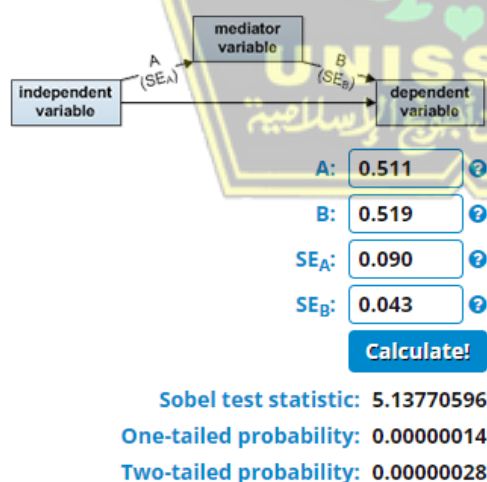 mediator
variable
A
(SEA)
B
(SEB)
UNISS
independent
variable
dependent
variable
A: 0.511
B: 0.519
SEA: 0.090
SEB: 0.043
Calculate!
Sobel test statistic: 5.13770596
One-tailed probability: 0.00000014
Two-tailed probability: 0.00000028